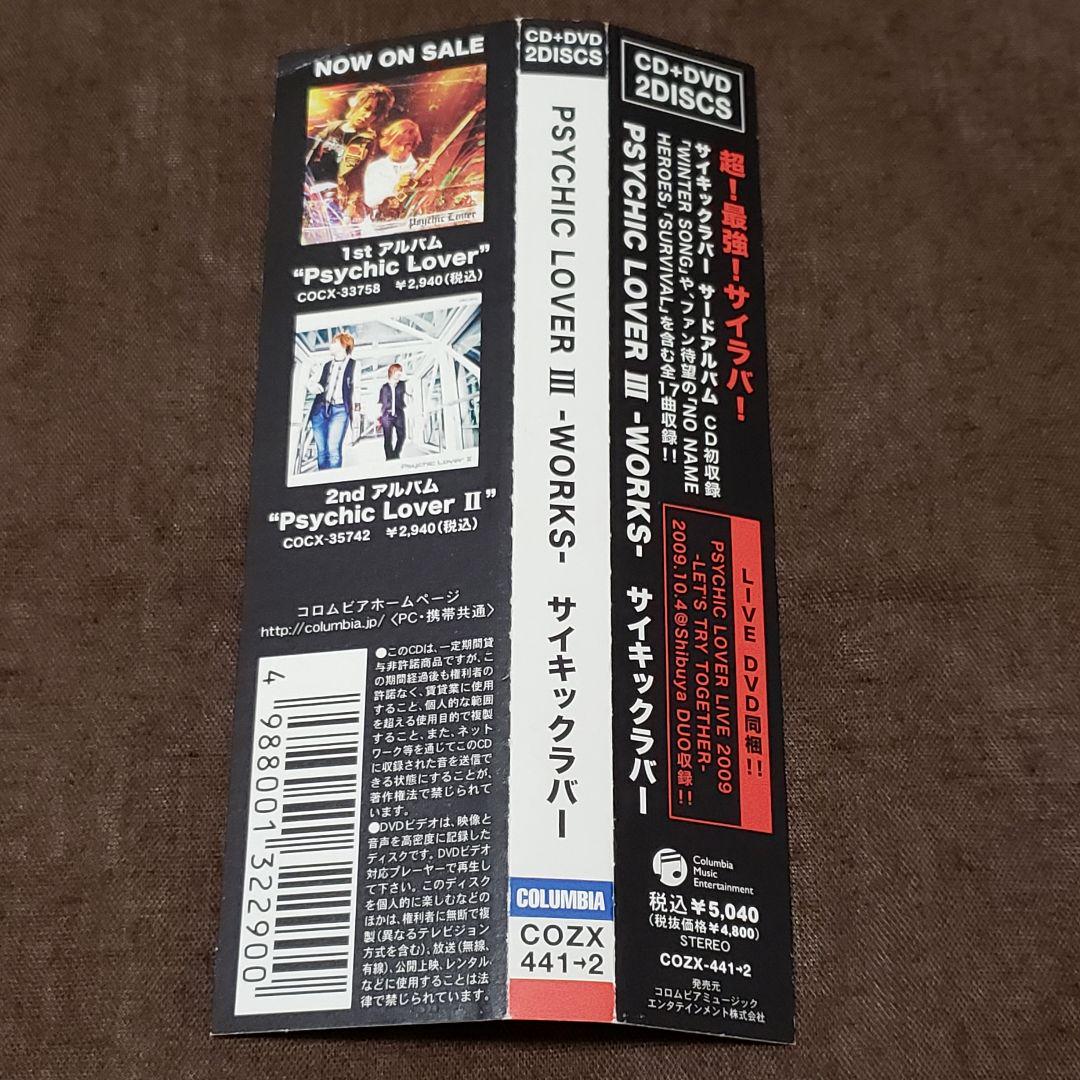 NOW ON SALE
Psychic Lover
1st アルバム
“Psychic Lover”
COCX-33758 ¥2,940(税込)
Psychic Lover II
2nd アルバム
“Psychic Lover II”
COCX-35742 ¥2,940(税込)
コロムビアホームページ
http://columbia.jp/〈PC・携帯共通〉
4 988001 322900
●このCDは、一定期間貸
与非許諾商品ですが、こ
の期間経過後も権利者の
許諾なく、賃貸業に使用
すること、個人的な範囲
を超える使用目的で複製
すること、また、ネット
ワーク等を通じてこのCD
に収録された音を送信で
きる状態にすることが、
著作権法で禁じられて
います。
●DVDビデオは、映像と
音声を高密度に記録した
ディスクです。DVDビデオ
対応プレーヤーで再生し
て下さい。このディスク
を個人的に楽しむなどの
ほかは、権利者に無断で複
製(異なるテレビジョン
方式を含む)、放送(無線、
有線)、公開上映、レンタル
などに使用することは法
律で禁じられています。
CD+DVD
2DISCS
PSYCHIC LOVER III -WORKS- サイキックラバー
COLUMBIA
COZX
441→2
CD+DVD
2DISCS
超!最強!サイラバ!
サイキックラバー サードアルバム CD初収録
「WINTER SONG」や、ファン待望の「NO NAME
HEROES」「SURVIVAL」を含む全17曲収録!!
PSYCHIC LOVER III -WORKS- サイキックラバー
LIVE DVD同梱!!
PSYCHIC LOVER LIVE 2009
-LET'S TRY TOGETHER-
2009.10.4@Shibuya DUO収録!!
Columbia
Music
Entertainment
税込¥5,040
(税抜価格¥4,800)
STEREO
COZX-441→2
発売元
コロムビアミュージック
エンタテインメント株式会社